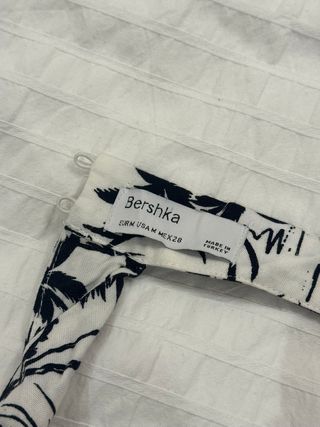 Bershka
EUR M USA M MEX 28
MADE IN
TURKEY